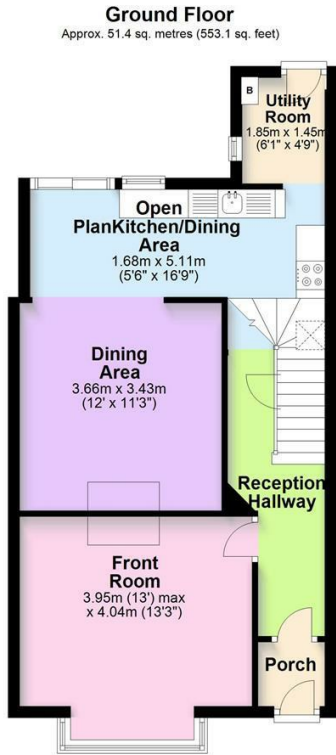 Ground Floor
Approx. 51.4 sq. metres (553.1 sq. feet)
B
Utility
Room
1.85m x 1.45m
(6'1" x 4'9")
Open
PlanKitchen/Dining
Area
1.68m x 5.11m
(5'6" x 16'9")
Dining
Area
3.66m x 3.43m
(12' x 11'3")
Reception
Hallway
Front
Room
3.95m (13') max
x 4.04m (13'3")
Porch